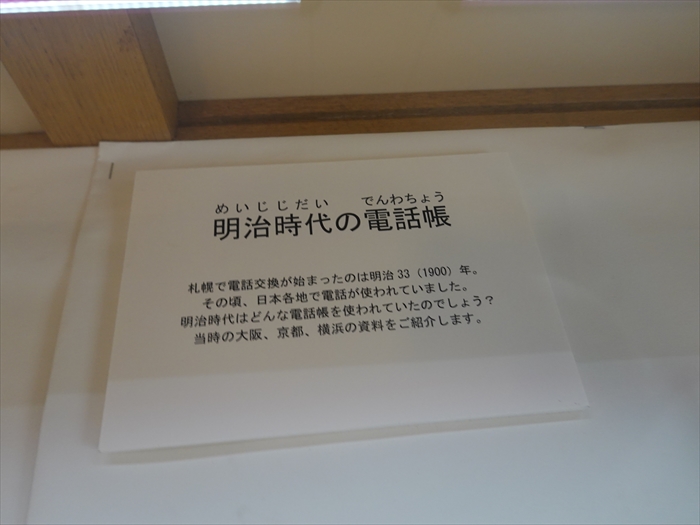 めいじじだい でんわちょう
明治時代の電話帳
札幌で電話交換が始まったのは明治 33（1900）年。
その頃、日本各地で電話が使われていました。
明治時代はどんな電話帳を使われていたのでしょう？
当時の大阪、京都、横浜の資料をご紹介します。